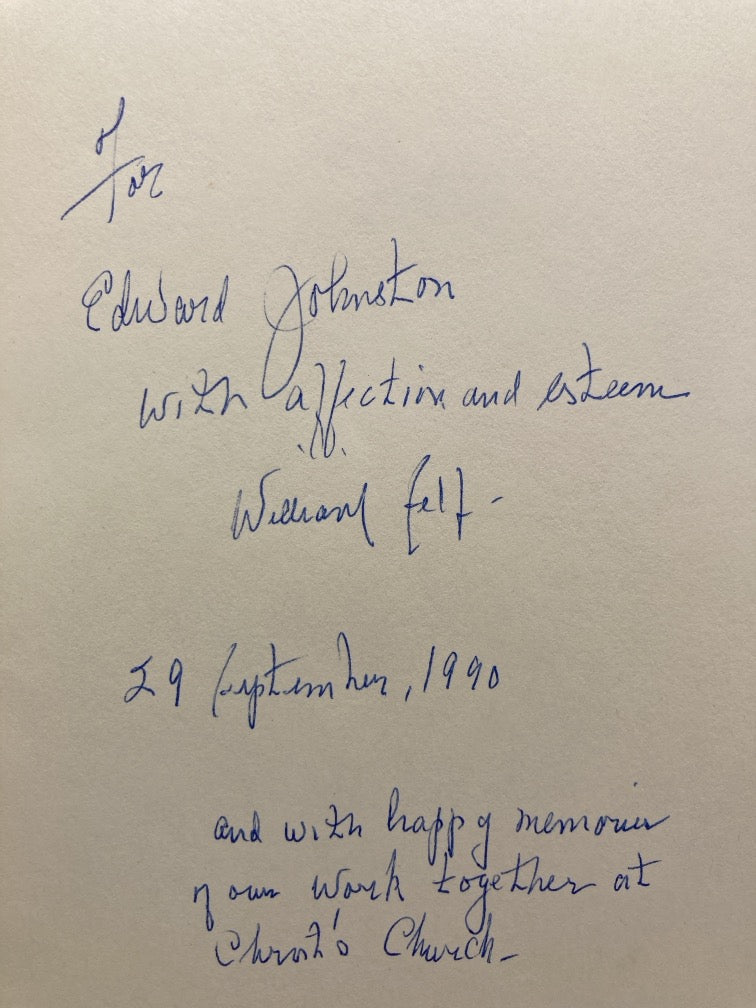 For
Edward Johnston
with affection and esteem
William
29 September, 1990
and with happy memories
of our work together at
Christ's Church-